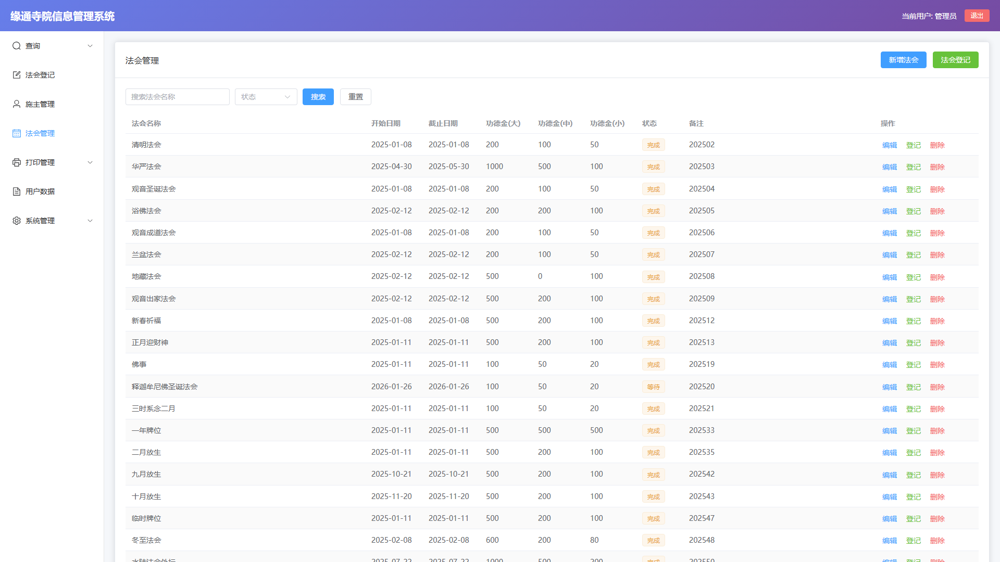 缘通寺院信息管理系统
当前用户: 管理员 退出
查询
法会登记
施主管理
法会管理
打印管理
用户数据
系统管理
法会管理
新增法会 法会登记
搜索法会名称 状态 搜索 重置
法会名称 开始日期 截止日期 功德金(大) 功德金(中) 功德金(小) 状态 备注 操作
清明法会 2025-01-08 2025-01-08 200 100 50 完成 202502 编辑 登记 删除
华严法会 2025-04-30 2025-05-30 1000 500 100 完成 202503 编辑 登记 删除
观音圣诞法会 2025-01-08 2025-01-08 200 100 50 完成 202504 编辑 登记 删除
浴佛法会 2025-02-12 2025-02-12 200 200 100 完成 202505 编辑 登记 删除
观音成道法会 2025-01-08 2025-01-08 200 100 50 完成 202506 编辑 登记 删除
兰盆法会 2025-02-12 2025-02-12 200 100 50 完成 202507 编辑 登记 删除
地藏法会 2025-02-12 2025-02-12 500 0 100 完成 202508 编辑 登记 删除
观音出家法会 2025-02-12 2025-02-12 500 200 100 完成 202509 编辑 登记 删除
新春祈福 2025-01-08 2025-01-08 500 200 100 完成 202512 编辑 登记 删除
正月迎财神 2025-01-11 2025-01-11 500 200 100 完成 202513 编辑 登记 删除
佛事 2025-01-11 2025-01-11 100 50 20 完成 202519 编辑 登记 删除
释迦牟尼佛圣诞法会 2026-01-26 2026-01-26 100 50 20 等待 202520 编辑 登记 删除
三时系念二月 2025-01-11 2025-01-11 100 50 20 完成 202521 编辑 登记 删除
一年牌位 2025-01-11 2025-01-11 500 500 500 完成 202533 编辑 登记 删除
二月放生 2025-01-11 2025-01-11 500 200 100 完成 202535 编辑 登记 删除
九月放生 2025-10-21 2025-10-21 500 200 100 完成 202542 编辑 登记 删除
十月放生 2025-11-20 2025-11-20 500 200 100 完成 202543 编辑 登记 删除
临时牌位 2025-01-11 2025-01-11 500 200 100 完成 202547 编辑 登记 删除
冬至法会 2025-02-08 2025-02-08 600 200 80 完成 202548 编辑 登记 删除
水陆法会外坛 2025-07-22 2025-07-22 1000 500 200 完成 202550 编辑 登记 删除